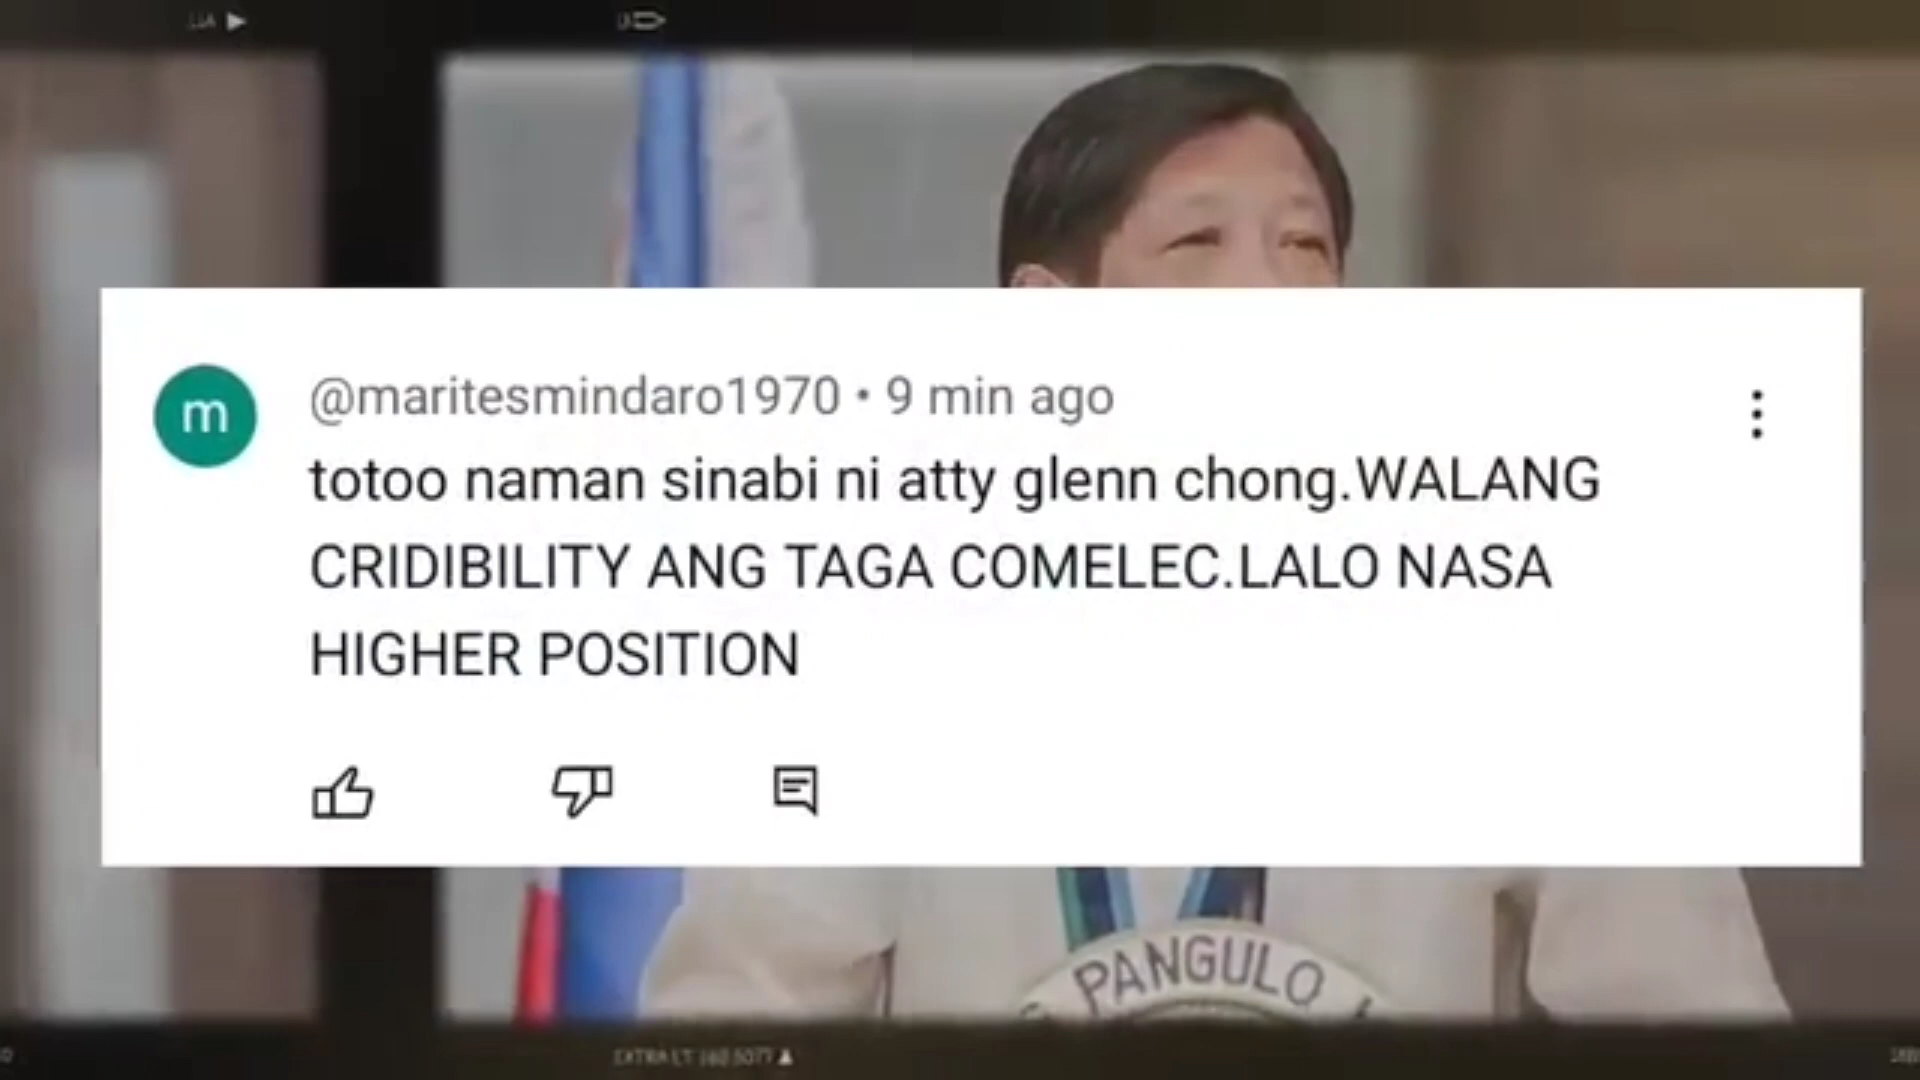 @maritesmindaro1970 • 9 min ago
m
totoo naman sinabi ni atty glenn chong.WALANG
CRIDIBILITY ANG TAGA COMELEC.LALO NASA
HIGHER POSITION
PANGULO